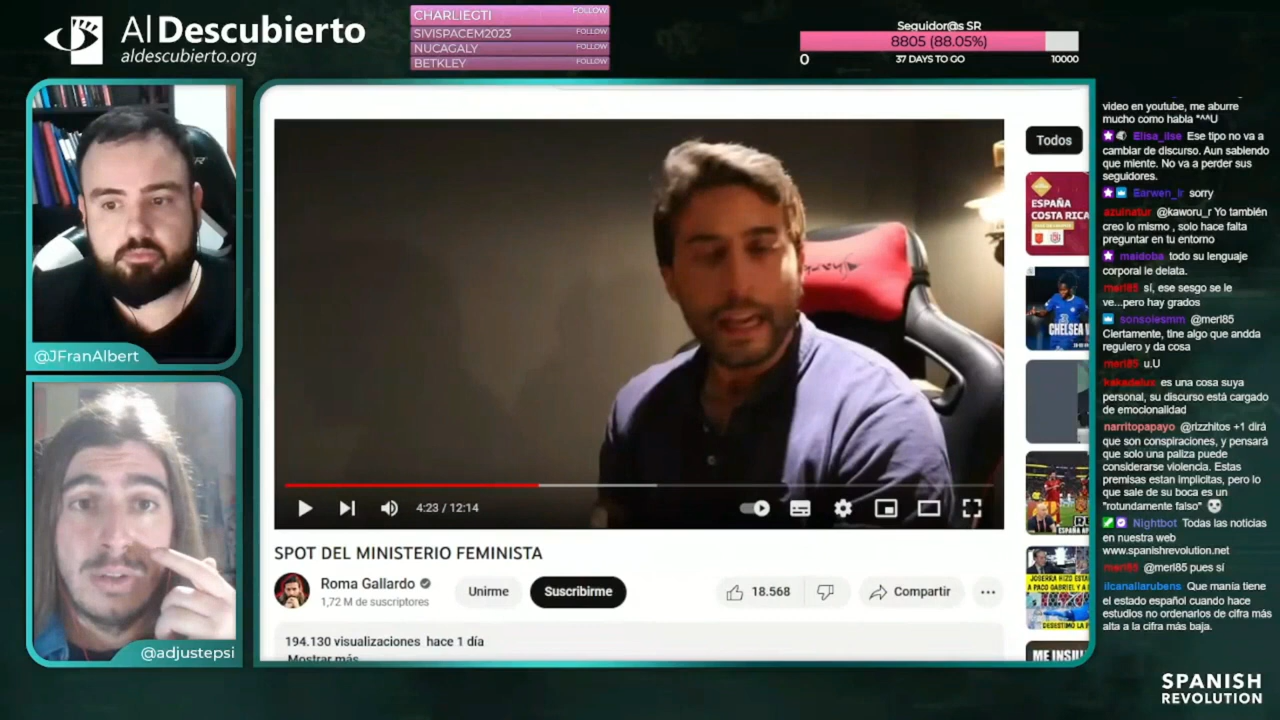 Al Descubierto
aldescubierto.org
CHARLIEGTI FOLLOW
SIVISPACEM2023 FOLLOW
NUCAGALY FOLLOW
BETKLEY FOLLOW
Seguidor@s SR
8805 (88.05%)
0 37 DAYS TO GO 10000
@JFranAlbert
@adjustepsi
4:23 / 12:14
SPOT DEL MINISTERIO FEMINISTA
Roma Gallardo
1,72 M de suscriptores
Unirme
Suscribirme
18.568
Compartir
194.130 visualizaciones hace 1 día
Mostrar más
Todos
ESPAÑA
COSTA RICA
CHELSEA
ME INSU
video en youtube, me aburre
mucho como habla "^^U
Elisa_lise Ese tipo no va a
cambiar de discurso. Aun sabiendo
que miente. No va a perder sus
seguidores.
Earwen_ir sorry
azulnatur @kaworu_r Yo también
creo lo mismo , solo hace falta
preguntar en tu entorno
maidoba todo su lenguaje
corporal le delata.
merl85 sí, ese sesgo se le
ve...pero hay grados
sonsolesmm @merl85
Ciertamente, tine algo que andda
regulero y da cosa
merl85 u.U
kakadelux es una cosa suya
personal, su discurso está cargado
de emocionalidad
narritopapayo @rizzhitos +1 dirá
que son conspiraciones, y pensará
que solo una paliza puede
considerarse violencia. Estas
premisas estan implicitas, pero lo
que sale de su boca es un
"rotundamente falso"
Nightbot Todas las noticias
en nuestra web
www.spanishrevolution.net
merl85 @merl85 pues sí
ilcanallarubens Que manía tiene
el estado español cuando hace
estudios no ordenarlos de cifra más
alta a la cifra más baja.
SPANISH
REVOLUTION